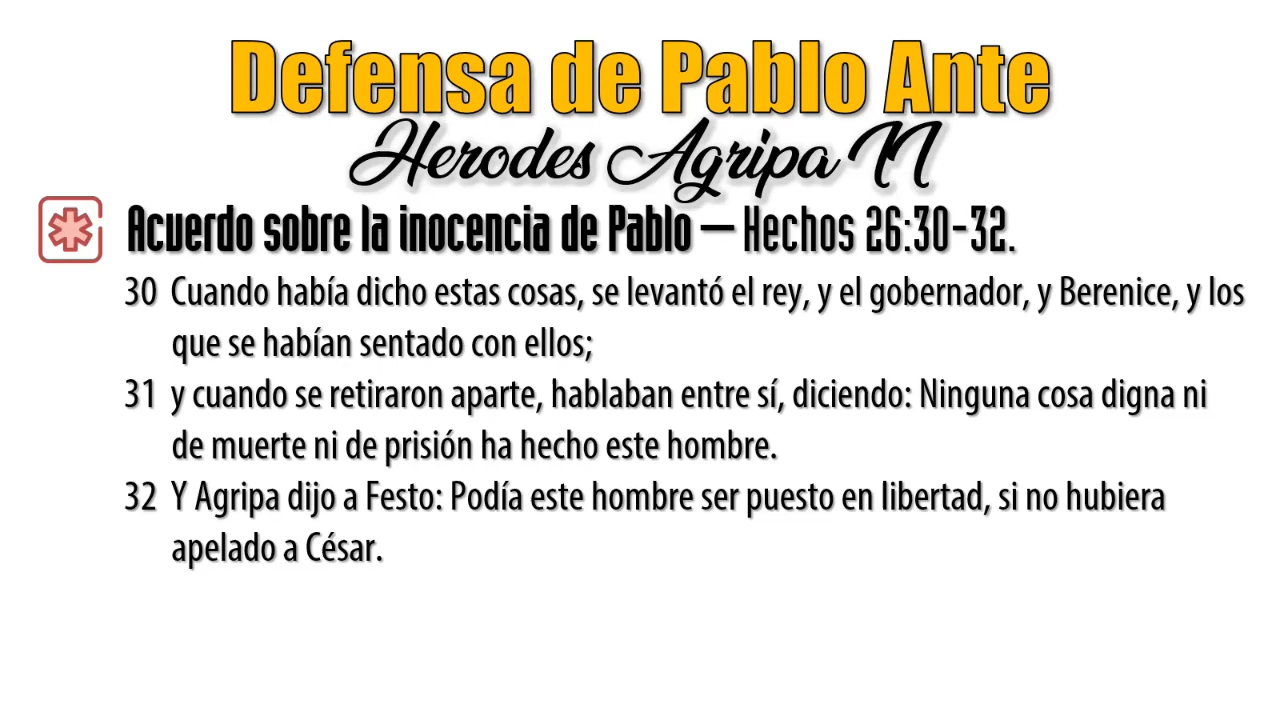 Defensa de Pablo Ante
Herodes Agripa II
Acuerdo sobre la inocencia de Pablo – Hechos 26:30-32.
30 Cuando había dicho estas cosas, se levantó el rey, y el gobernador, y Berenice, y los
que se habían sentado con ellos;
31 y cuando se retiraron aparte, hablaban entre sí, diciendo: Ninguna cosa digna ni
de muerte ni de prisión ha hecho este hombre.
32 Y Agripa dijo a Festo: Podía este hombre ser puesto en libertad, si no hubiera
apelado a César.